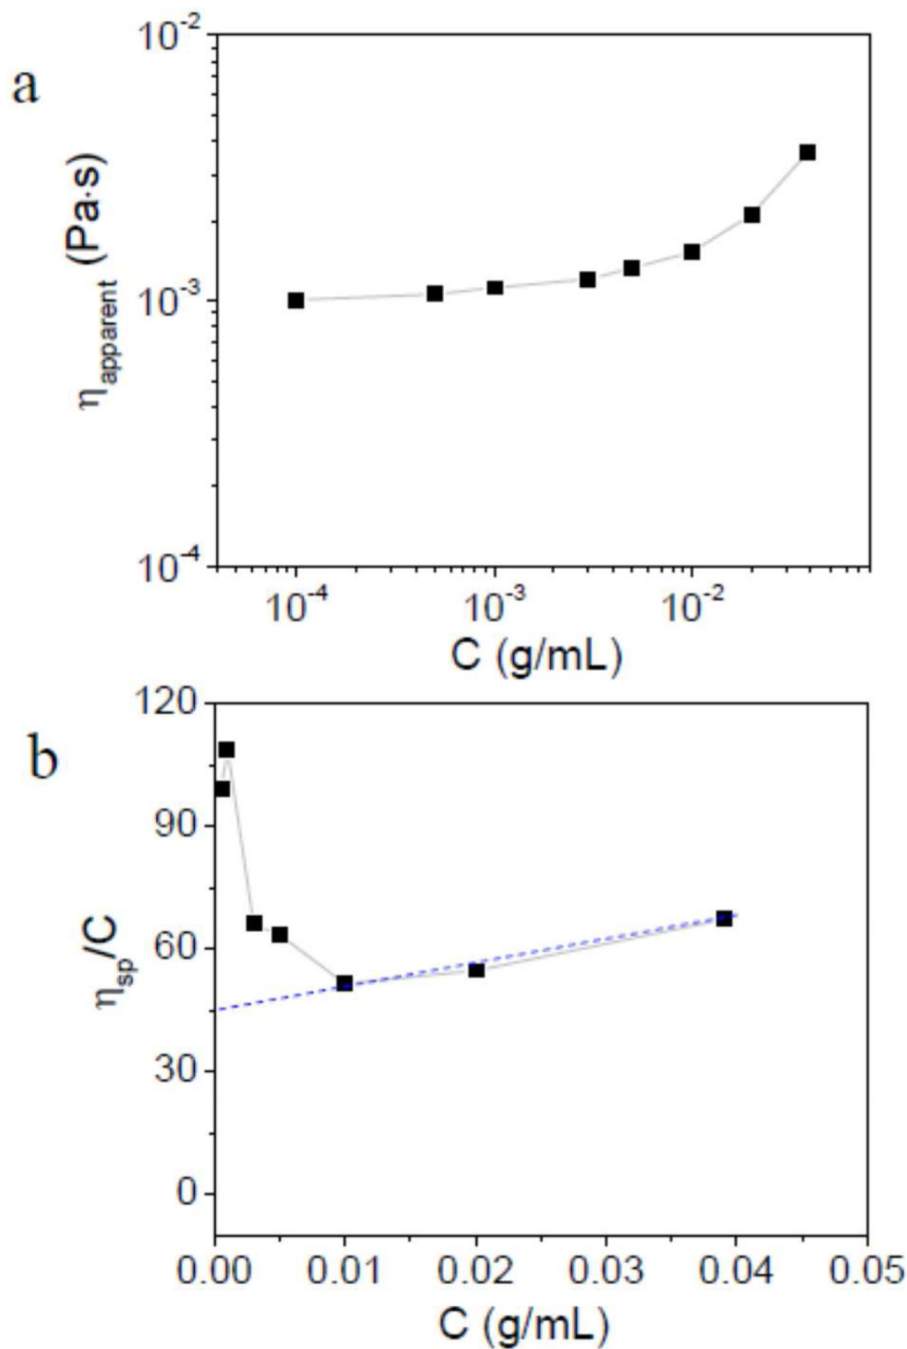 a
10⁻²
10⁻³
10⁻⁴
η_apparent (Pa·s)
10⁻⁴ 10⁻³ 10⁻²
C (g/mL)
b
120
90
60
30
0
η_sp/C
0.00 0.01 0.02 0.03 0.04 0.05
C (g/mL)